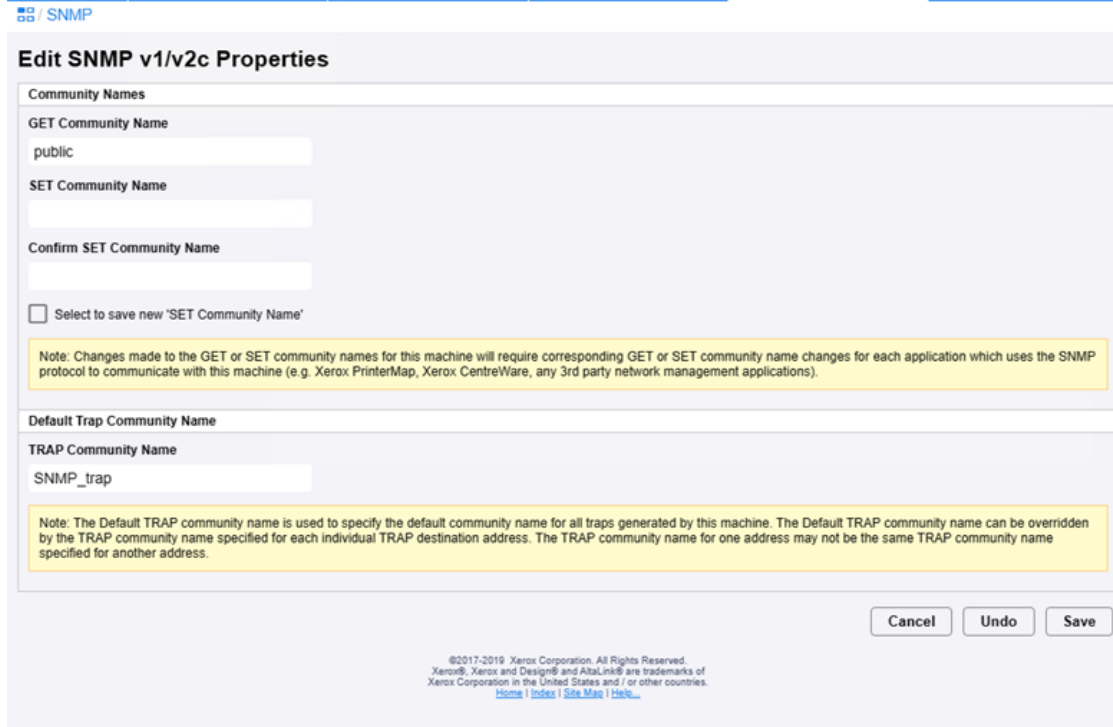 / SNMP
Edit SNMP v1/v2c Properties
Community Names
GET Community Name
public
SET Community Name
Confirm SET Community Name
Select to save new 'SET Community Name'
Note: Changes made to the GET or SET community names for this machine will require corresponding GET or SET community name changes for each application which uses the SNMP
protocol to communicate with this machine (e.g. Xerox PrinterMap, Xerox CentreWare, any 3rd party network management applications).
Default Trap Community Name
TRAP Community Name
SNMP_trap
Note: The Default TRAP community name is used to specify the default community name for all traps generated by this machine. The Default TRAP community name can be overridden
by the TRAP community name specified for each individual TRAP destination address. The TRAP community name for one address may not be the same TRAP community name
specified for another address.
Cancel Undo Save
©2017-2019 Xerox Corporation. All Rights Reserved.
Xerox®, Xerox and Design® and AltaLink® are trademarks of
Xerox Corporation in the United States and / or other countries.
Home | Index | Site Map | Help...